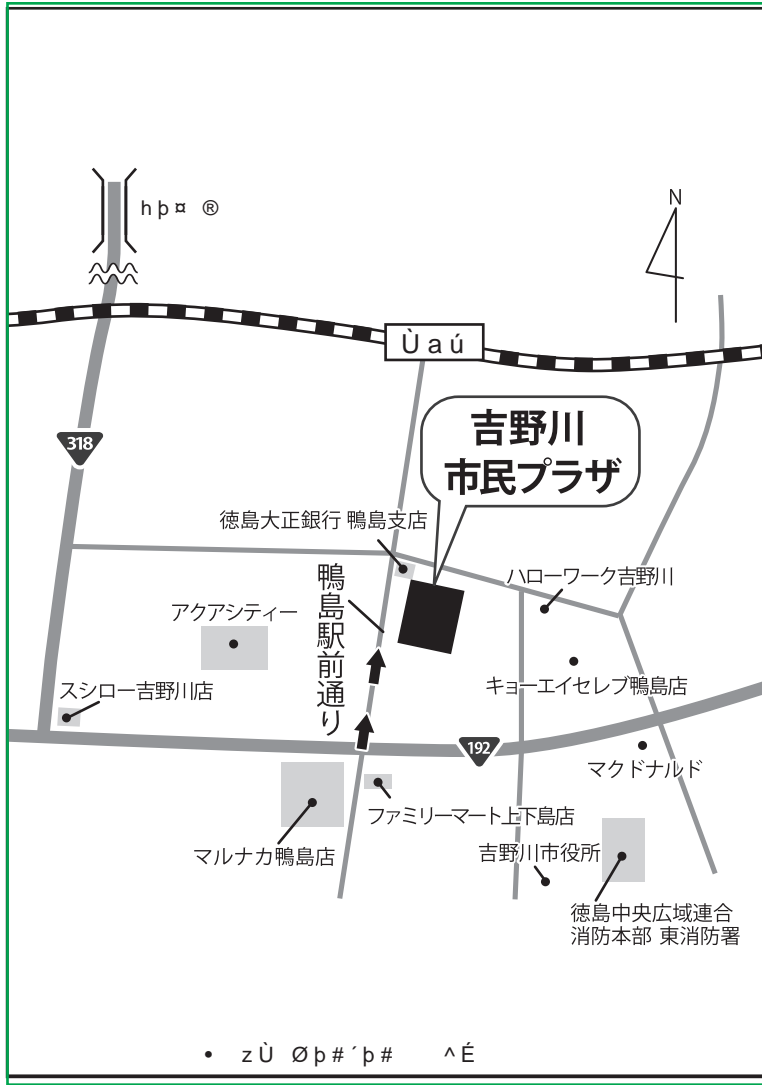 hþ¤ ®
N
Ùaú
318
吉野川
市民プラザ
徳島大正銀行 鴨島支店
ハローワーク吉野川
鴨島駅前通り
アクアシティー
キョーエイセレブ鴨島店
スシロー吉野川店
192
マクドナルド
ファミリーマート上下島店
マルナカ鴨島店
吉野川市役所
徳島中央広域連合
消防本部 東消防署
• zÙ Øþ#´þ# ^É